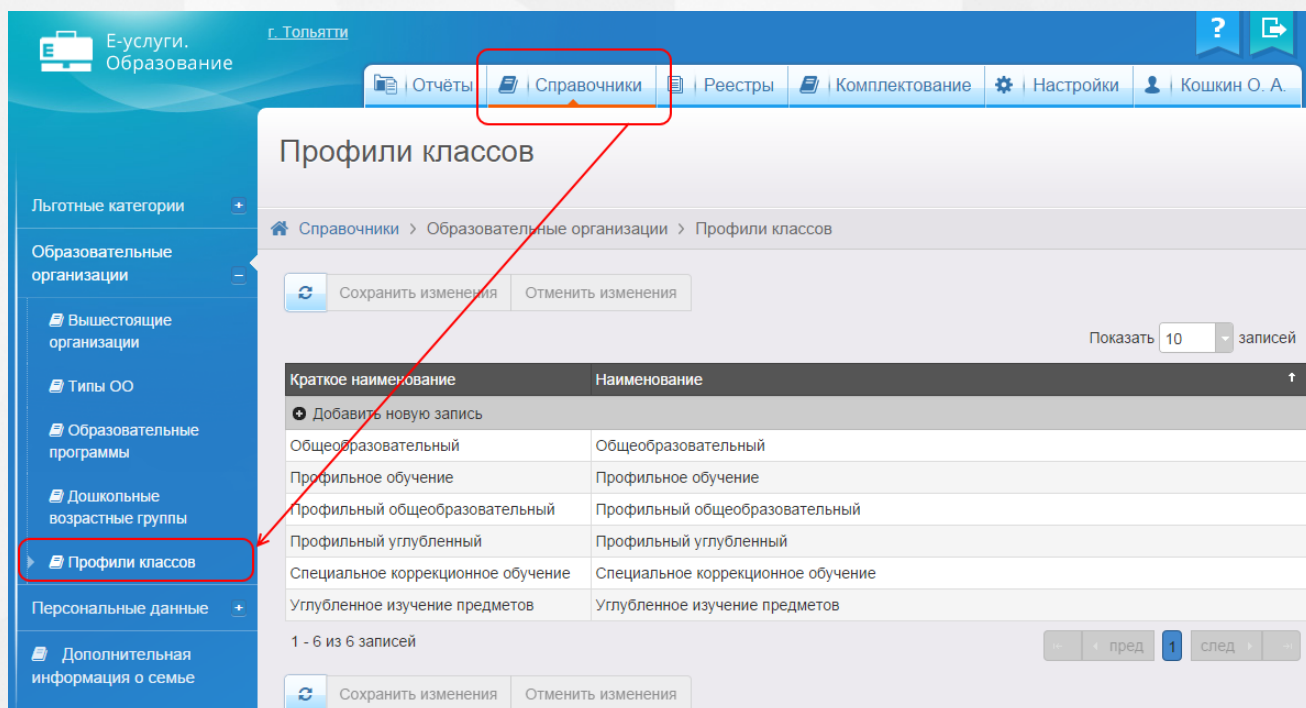 Е-услуги.
Образование
г. Тольятти
?
Отчёты
Справочники
Реестры
Комплектование
Настройки
Кошкин О. А.
Профили классов
Льготные категории
Образовательные
организации
Вышестоящие
организации
Типы ОО
Образовательные
программы
Дошкольные
возрастные группы
Профили классов
Персональные данные
Дополнительная
информация о семье
Справочники > Образовательные организации > Профили классов
Сохранить изменения Отменить изменения
Показать 10 записей
Краткое наименование Наименование
Добавить новую запись
Общеобразовательный Общеобразовательный
Профильное обучение Профильное обучение
Профильный общеобразовательный Профильный общеобразовательный
Профильный углубленный Профильный углубленный
Специальное коррекционное обучение Специальное коррекционное обучение
Углубленное изучение предметов Углубленное изучение предметов
1 - 6 из 6 записей
пред 1 след
Сохранить изменения Отменить изменения